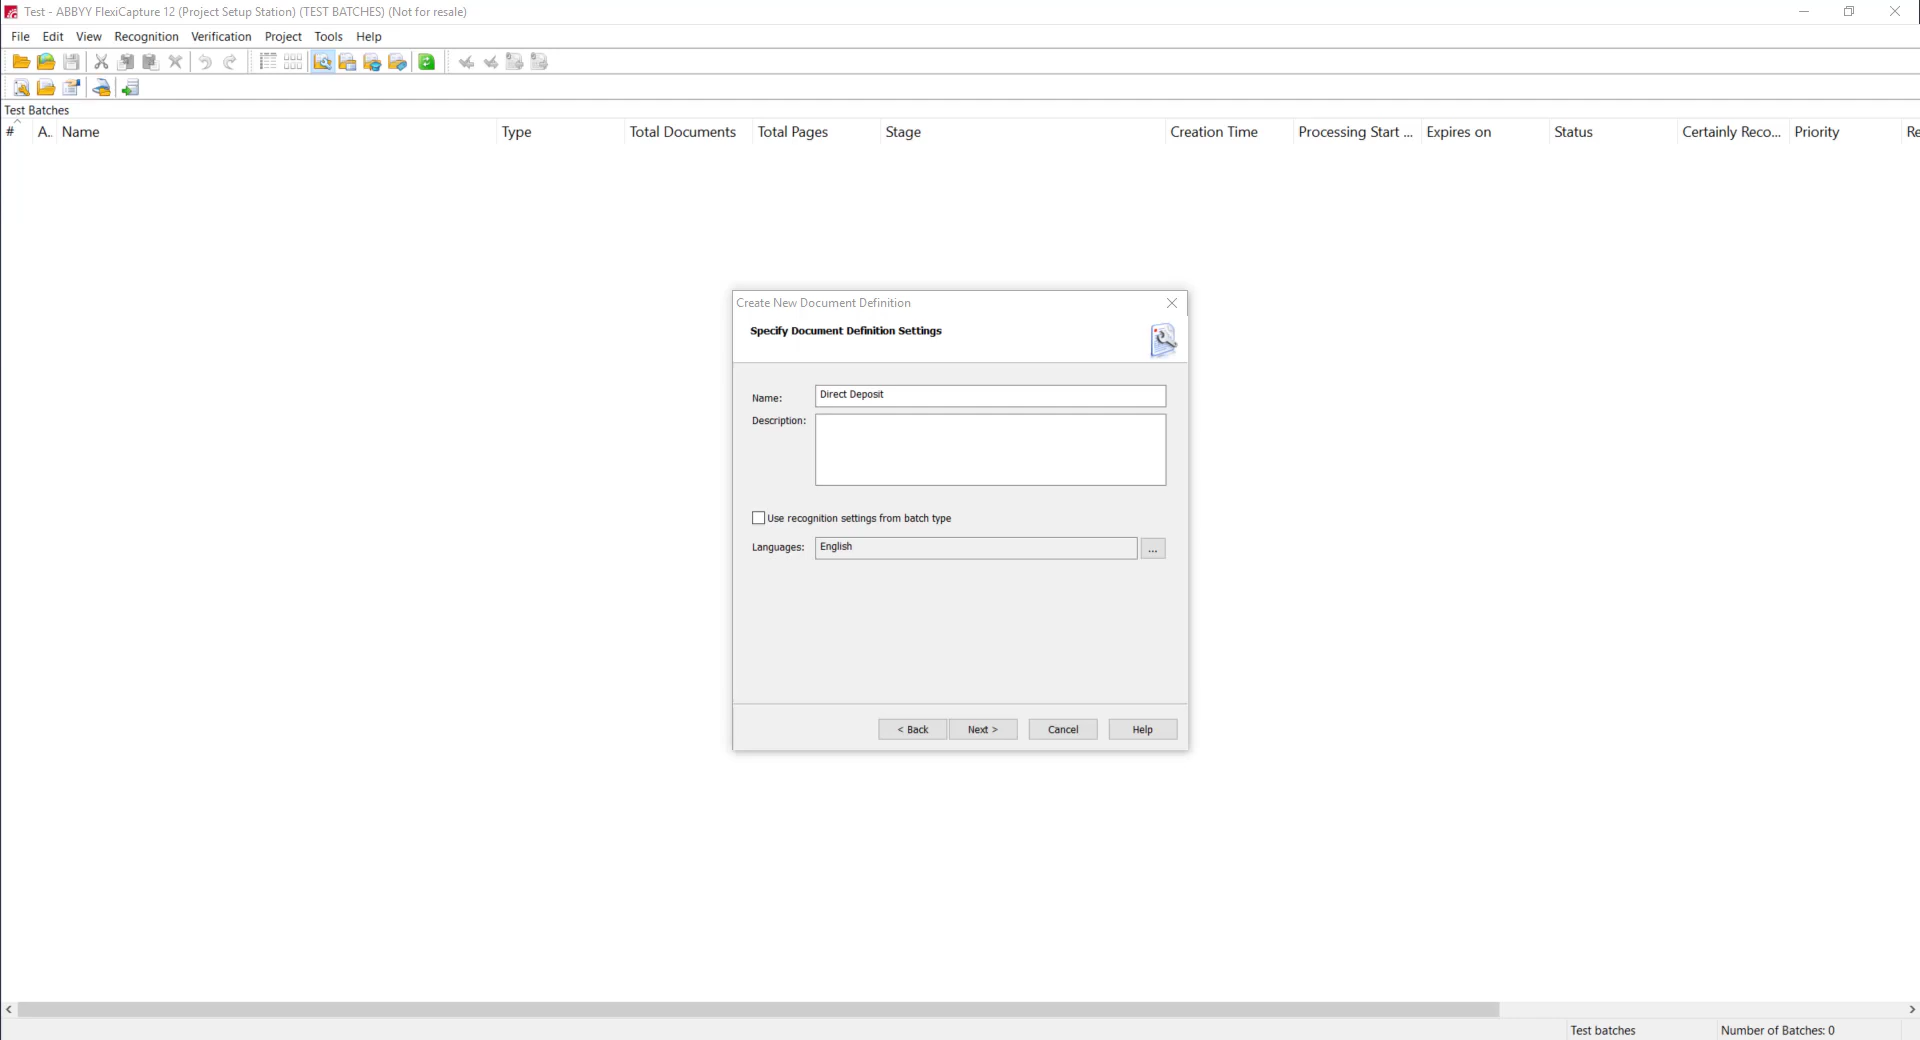 Test - ABBYY FlexiCapture 12 (Project Setup Station) (TEST BATCHES) (Not for resale)
File Edit View Recognition Verification Project Tools Help
Test Batches
# A.. Name Type Total Documents Total Pages Stage Creation Time Processing Start ... Expires on Status Certainly Reco... Priority Re
Create New Document Definition
Specify Document Definition Settings
Name: Direct Deposit
Description:
Use recognition settings from batch type
Languages: English ...
< Back Next > Cancel Help
Test batches Number of Batches: 0